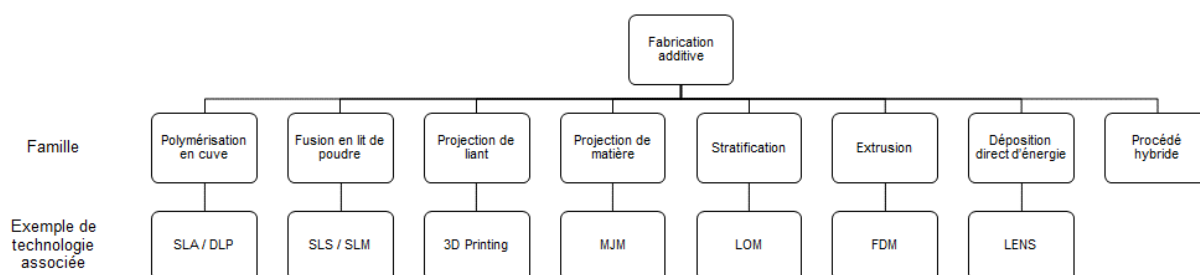 Fabrication
additive
Famille
Polymérisation
en cuve
Fusion en lit de
poudre
Projection de
liant
Projection de
matière
Stratification
Extrusion
Déposition
direct d'énergie
Procédé
hybride
Exemple de
technologie
associée
SLA / DLP
SLS / SLM
3D Printing
MJM
LOM
FDM
LENS